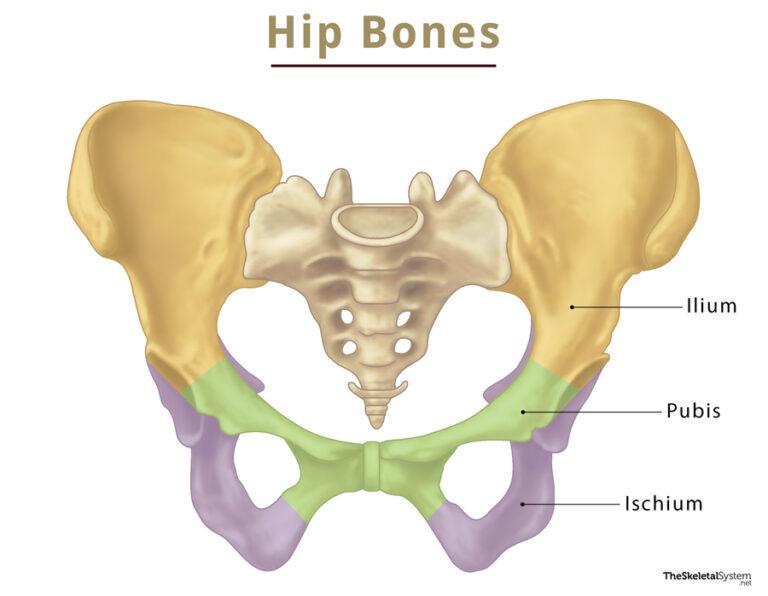 Hip Bones
Ilium
Pubis
Ischium
TheSkeletalSystem
.net